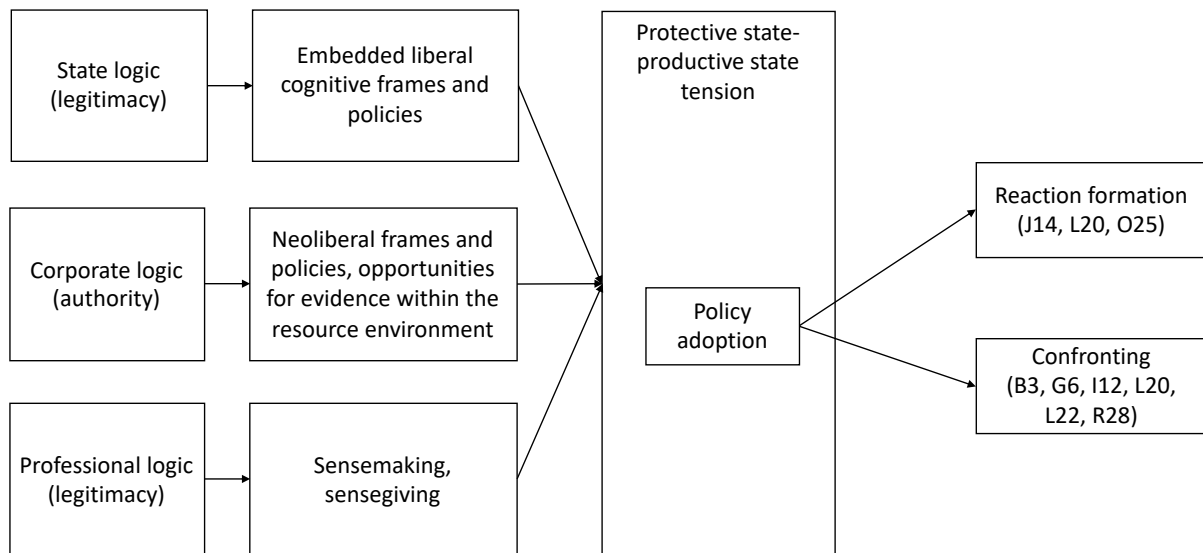 State logic
(legitimacy)
Embedded liberal
cognitive frames and
policies
Protective state-
productive state
tension
Corporate logic
(authority)
Neoliberal frames and
policies, opportunities
for evidence within the
resource environment
Policy
adoption
Reaction formation
(J14, L20, O25)
Confronting
(B3, G6, I12, L20,
L22, R28)
Professional logic
(legitimacy)
Sensemaking,
sensegiving